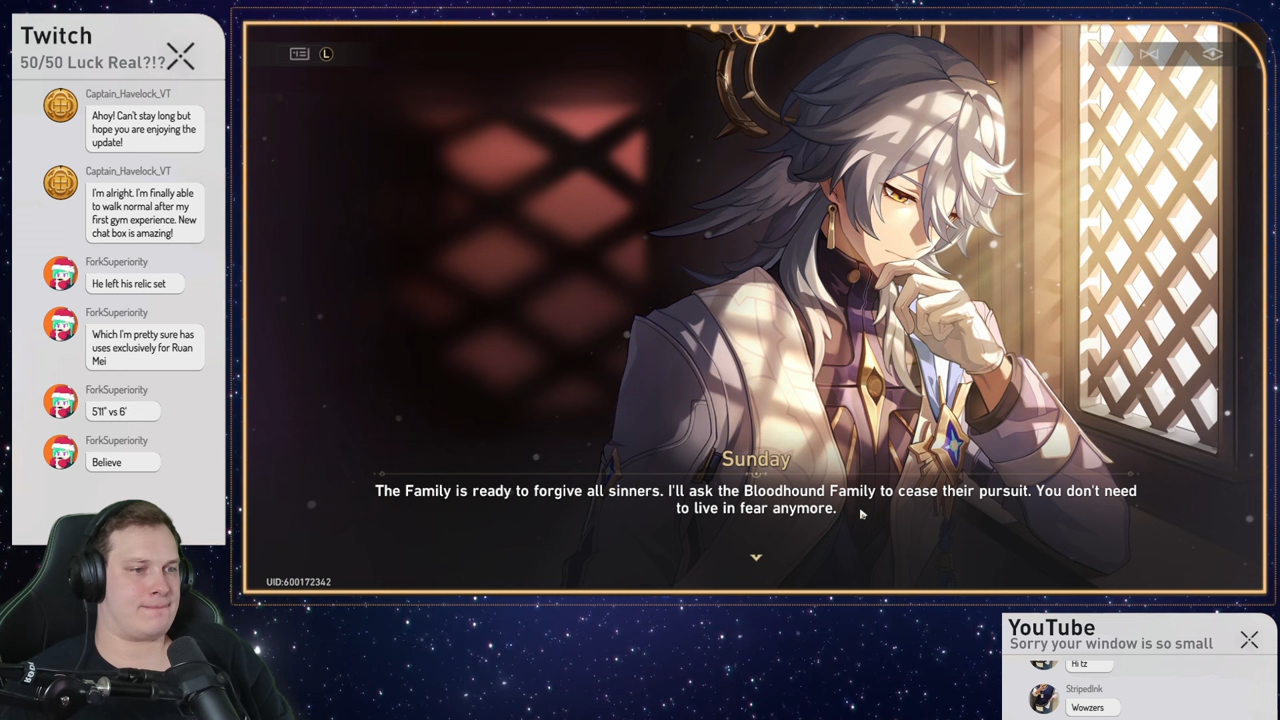 Twitch
50/50 Luck Real?!?
Captain_Havelock_VT
Ahoy! Can't stay long but
hope you are enjoying the
update!
Captain_Havelock_VT
I'm alright. I'm finally able
to walk normal after my
first gym experience. New
chat box is amazing!
ForkSuperiority
He left his relic set
ForkSuperiority
Which I'm pretty sure has
uses exclusively for Ruan
Mei
ForkSuperiority
5'11" vs 6'
ForkSuperiority
Believe
L
Sunday
The Family is ready to forgive all sinners. I'll ask the Bloodhound Family to cease their pursuit. You don't need
to live in fear anymore.
UID:600172342
YouTube
Sorry your window is so small
Hi tz
StripedInk
Wowzers